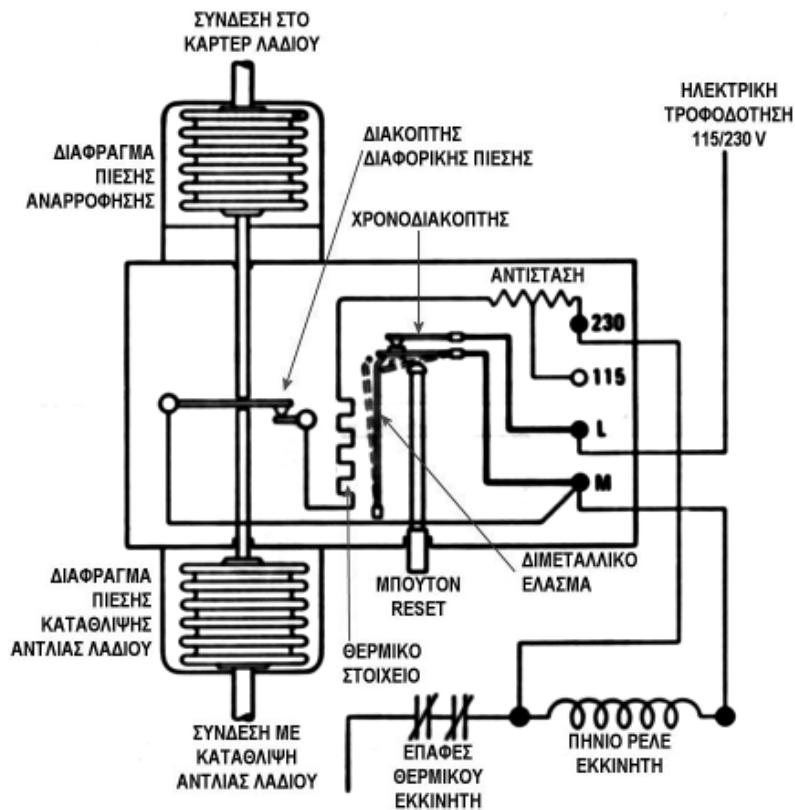 ΣΥΝΔΕΣΗ ΣΤΟ
ΚΑΡΤΕΡ ΛΑΔΙΟΥ
ΗΛΕΚΤΡΙΚΗ
ΤΡΟΦΟΔΟΤΗΣΗ
115/230 V
ΔΙΑΦΡΑΓΜΑ
ΠΙΕΣΗΣ
ΑΝΑΡΡΟΦΗΣΗΣ
ΔΙΑΚΟΠΤΗΣ
ΔΙΑΦΟΡΙΚΗΣ ΠΙΕΣΗΣ
ΧΡΟΝΟΔΙΑΚΟΠΤΗΣ
ΑΝΤΙΣΤΑΣΗ
230
115
L
M
ΔΙΑΦΡΑΓΜΑ
ΠΙΕΣΗΣ
ΚΑΤΑΘΛΙΨΗΣ
ΑΝΤΛΙΑΣ ΛΑΔΙΟΥ
ΜΠΟΥΤΟΝ
RESET
ΔΙΜΕΤΑΛΛΙΚΟ
ΕΛΑΣΜΑ
ΘΕΡΜΙΚΟ
ΣΤΟΙΧΕΙΟ
ΣΥΝΔΕΣΗ ΜΕ
ΚΑΤΑΘΛΙΨΗ
ΑΝΤΛΙΑΣ ΛΑΔΙΟΥ
ΕΠΑΦΕΣ
ΘΕΡΜΙΚΟΥ
ΕΚΚΙΝΗΤΗ
ΠΗΝΙΟ ΡΕΛΕ
ΕΚΚΙΝΗΤΗ